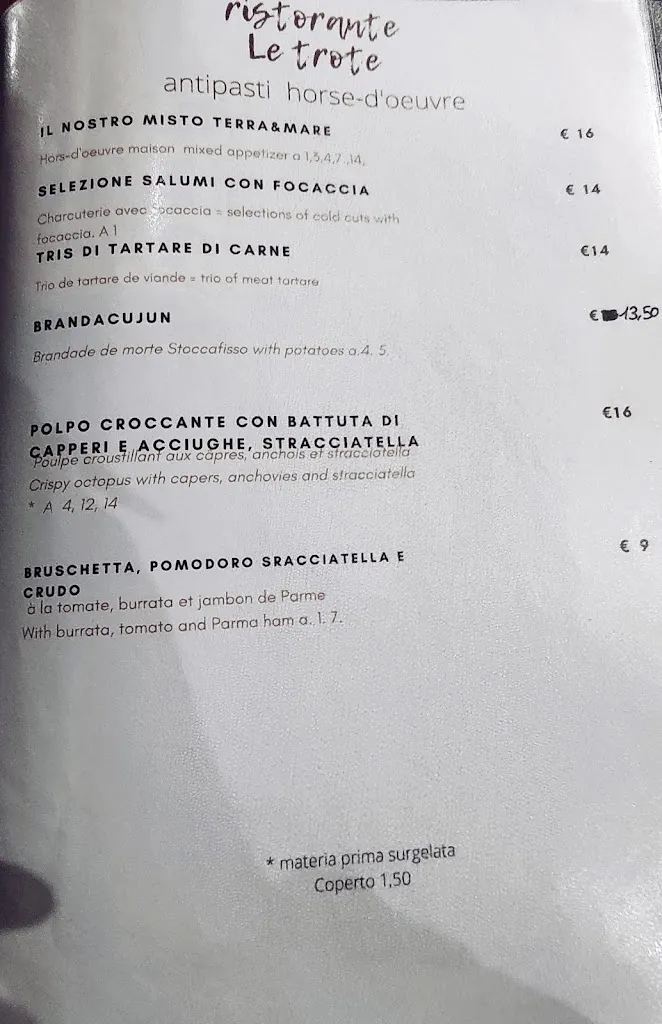 ristorante
Le trote
antipasti horse-d'oeuvre
IL NOSTRO MISTO TERRA&MARE € 16
Hors-d'oeuvre maison mixed appetizer a 1,3,4,7 ,14,
SELEZIONE SALUMI CON FOCACCIA € 14
Charcuterie avec focaccia = selections of cold cuts with
focaccia. A 1
TRIS DI TARTARE DI CARNE €14
Trio de tartare de viande = trio of meat tartare
BRANDACUJUN € 13,50
Brandade de morte Stoccafisso with potatoes a.4. 5.
POLPO CROCCANTE CON BATTUTA DI €16
CAPPERI E ACCIUGHE, STRACCIATELLA
Poulpe croustillant aux câpres, anchois et stracciatella
Crispy octopus with capers, anchovies and stracciatella
* A 4, 12, 14
BRUSCHETTA, POMODORO SRACCIATELLA E € 9
CRUDO
à la tomate, burrata et jambon de Parme
With burrata, tomato and Parma ham a. 1. 7.
* materia prima surgelata
Coperto 1,50